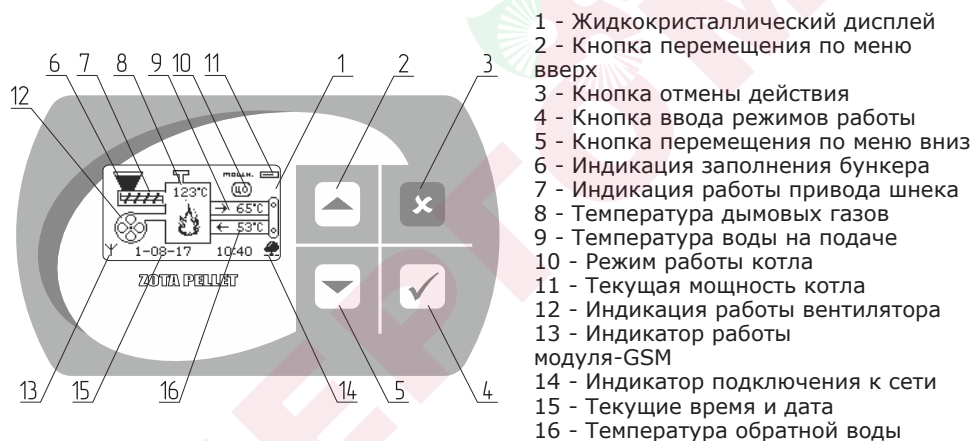 1 - Жидкокристаллический дисплей
2 - Кнопка перемещения по меню
вверх
3 - Кнопка отмены действия
4 - Кнопка ввода режимов работы
5 - Кнопка перемещения по меню вниз
6 - Индикация заполнения бункера
7 - Индикация работы привода шнека
8 - Температура дымовых газов
9 - Температура воды на подаче
10 - Режим работы котла
11 - Текущая мощность котла
12 - Индикация работы вентилятора
13 - Индикатор работы
модуля-GSM
14 - Индикатор подключения к сети
15 - Текущие время и дата
16 - Температура обратной воды
6 7 8 9 10 11 1 2 3
12
мощн.
123°C ЦО
65°C
53°C
1-08-17 10:40
ZOTA PELLET
13 15 16 14 5 4